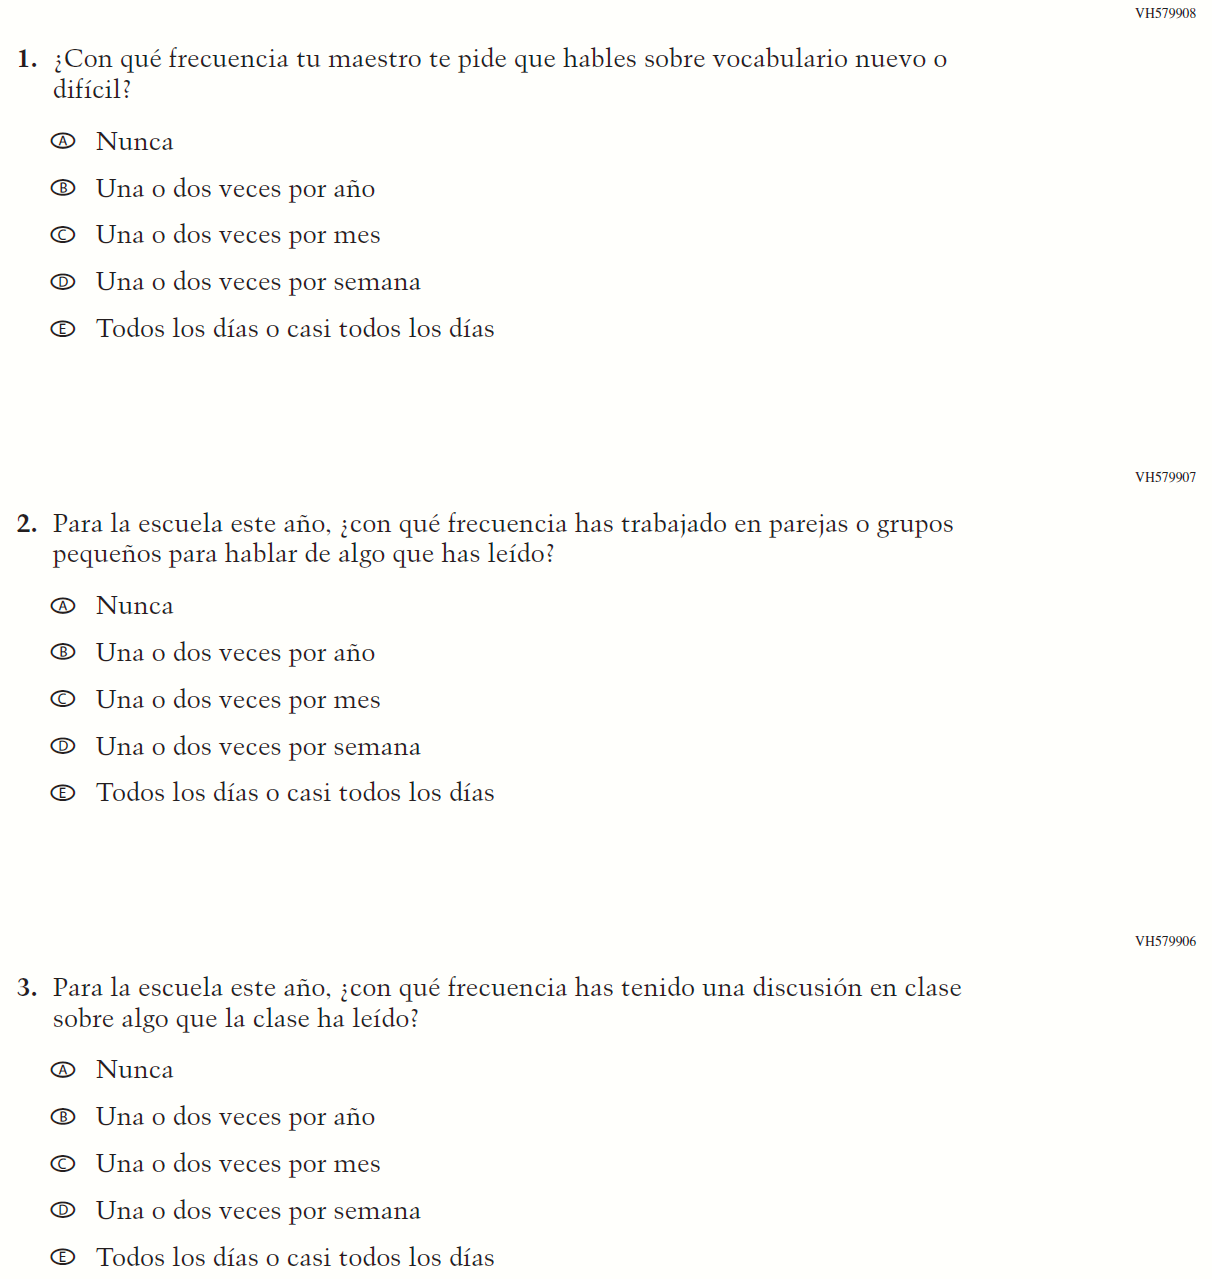 VH579908
1. ¿Con qué frecuencia tu maestro te pide que hables sobre vocabulario nuevo o
difícil?
A Nunca
B Una o dos veces por año
C Una o dos veces por mes
D Una o dos veces por semana
E Todos los días o casi todos los días
VH579907
2. Para la escuela este año, ¿con qué frecuencia has trabajado en parejas o grupos
pequeños para hablar de algo que has leído?
A Nunca
B Una o dos veces por año
C Una o dos veces por mes
D Una o dos veces por semana
E Todos los días o casi todos los días
VH579906
3. Para la escuela este año, ¿con qué frecuencia has tenido una discusión en clase
sobre algo que la clase ha leído?
A Nunca
B Una o dos veces por año
C Una o dos veces por mes
D Una o dos veces por semana
E Todos los días o casi todos los días